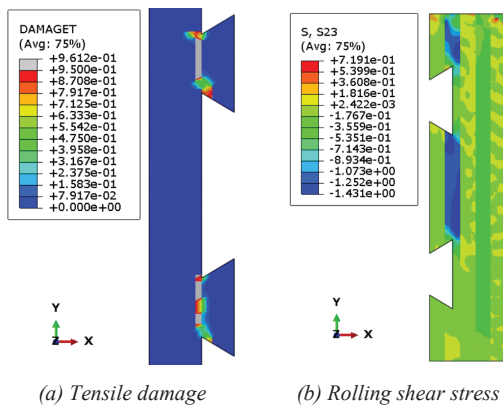 DAMAGET
(Avg: 75%)
+9.612e-01
+9.500e-01
+8.708e-01
+7.917e-01
+7.125e-01
+6.333e-01
+5.542e-01
+4.750e-01
+3.958e-01
+3.167e-01
+2.375e-01
+1.583e-01
+7.917e-02
+0.000e+00
Y
Z
X
(a) Tensile damage
S, S23
(Avg: 75%)
+7.191e-01
+5.399e-01
+3.608e-01
+1.816e-01
+2.422e-03
-1.767e-01
-3.559e-01
-5.351e-01
-7.143e-01
-8.934e-01
-1.073e+00
-1.252e+00
-1.431e+00
Y
Z
X
(b) Rolling shear stress